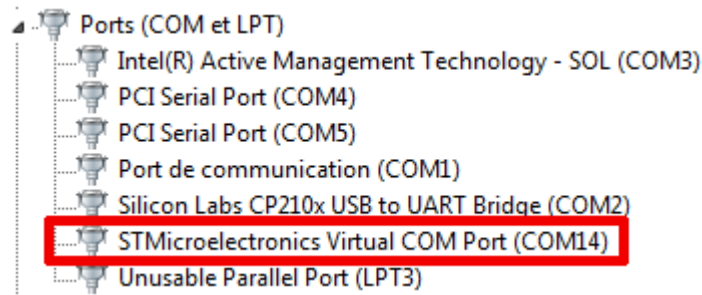 Ports (COM et LPT)
Intel(R) Active Management Technology - SOL (COM3)
PCI Serial Port (COM4)
PCI Serial Port (COM5)
Port de communication (COM1)
Silicon Labs CP210x USB to UART Bridge (COM2)
STMicroelectronics Virtual COM Port (COM14)
Unusable Parallel Port (LPT3)